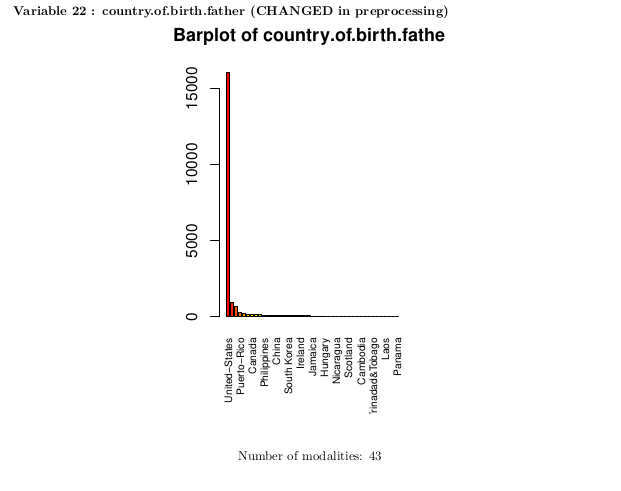 Variable 22 : country.of.birth.father (CHANGED in preprocessing)
Barplot of country.of.birth.fathe
15000
10000
5000
0
United−States
Puerto−Rico
Canada
Philippines
China
South Korea
Ireland
Jamaica
Hungary
Nicaragua
Scotland
Cambodia
Trinadad&Tobago
Laos
Panama
Number of modalities: 43